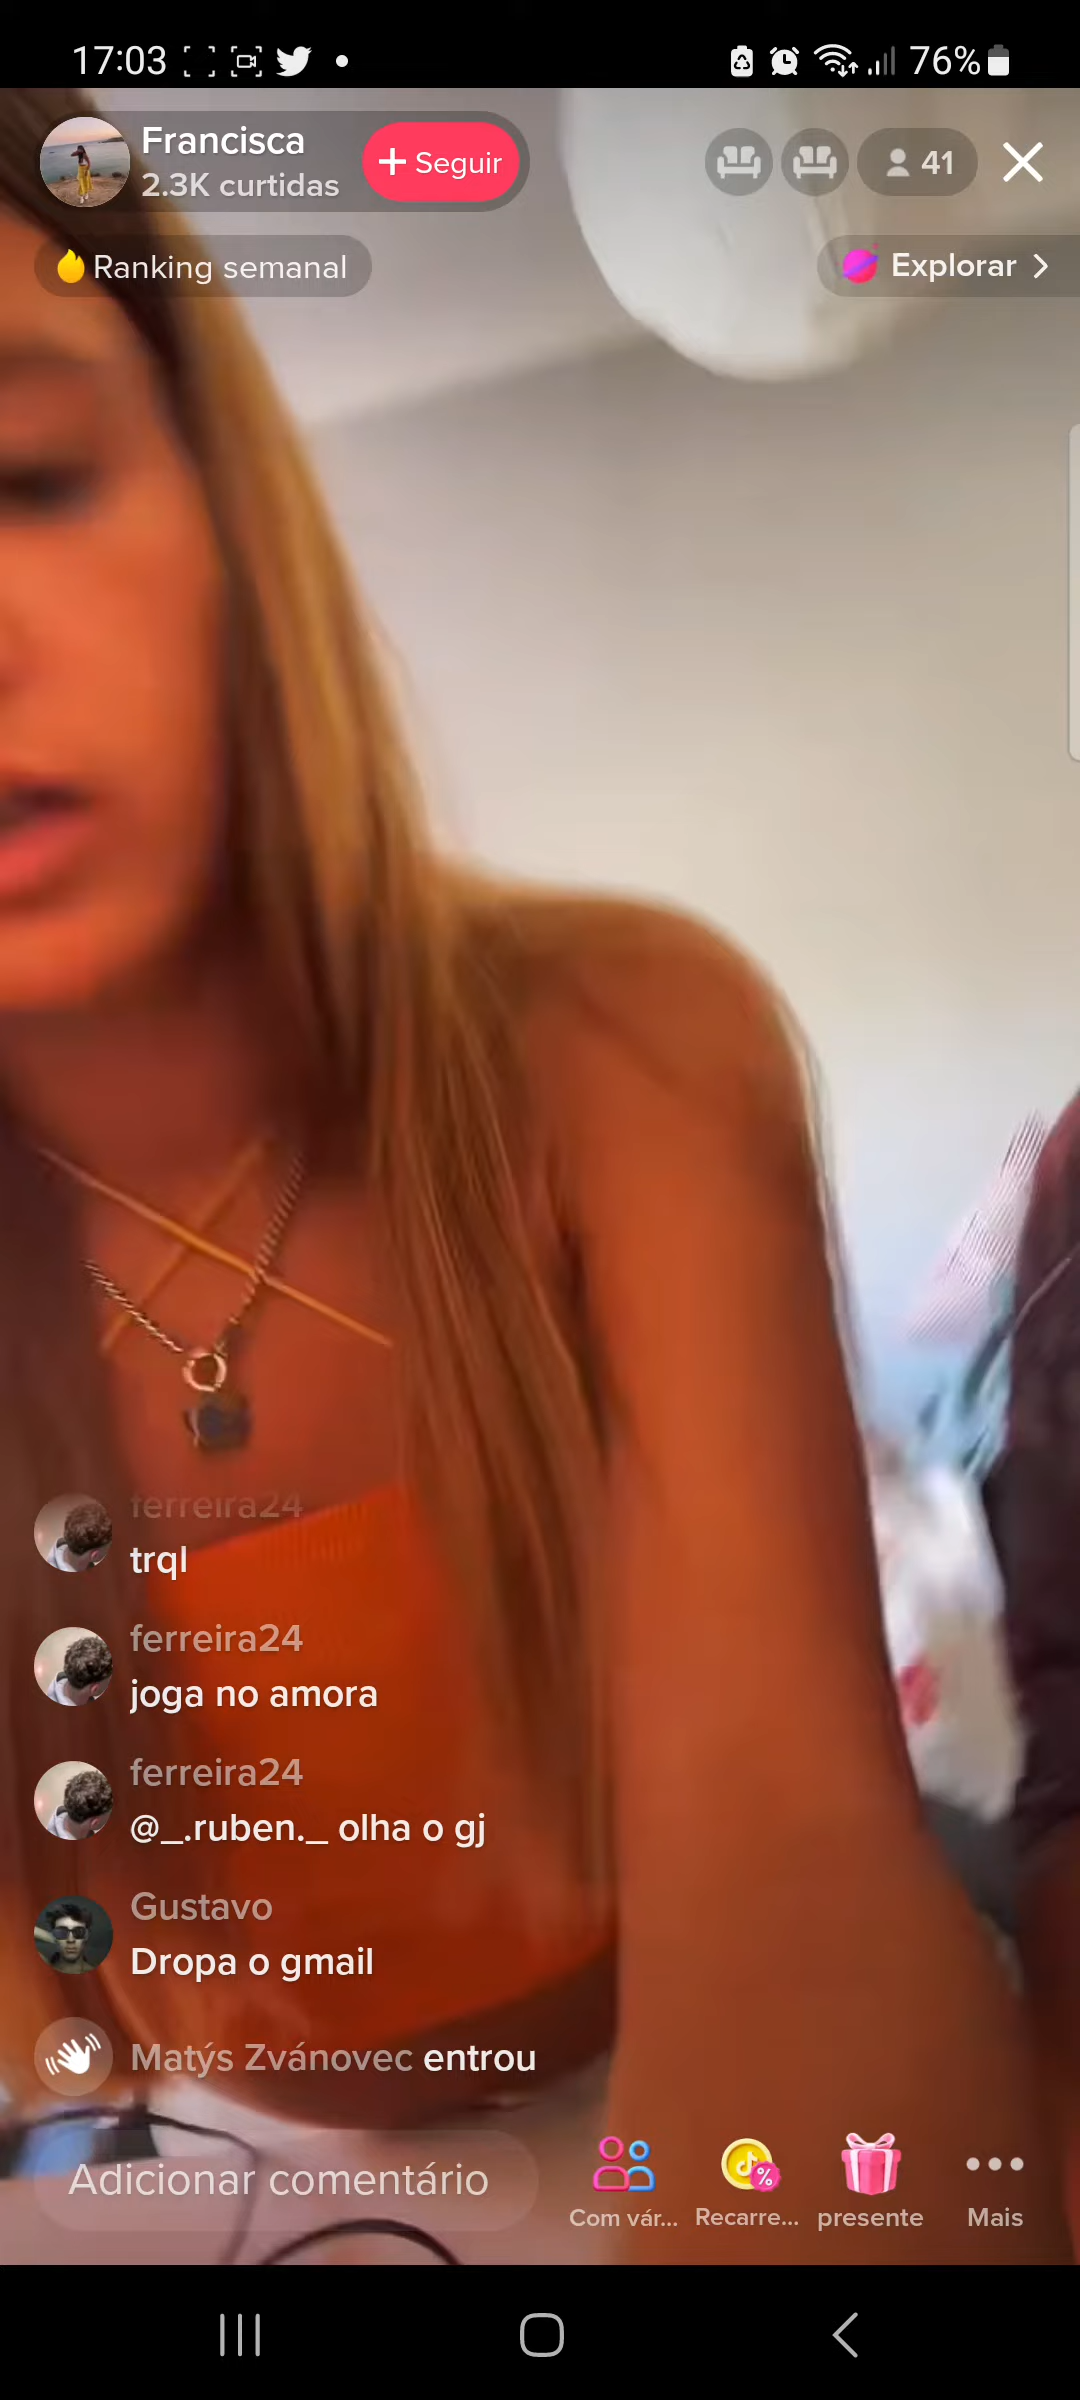 17:03
76%
Francisca
2.3K curtidas
+ Seguir
41
Ranking semanal
Explorar >
ferreira24
trql
ferreira24
joga no amora
ferreira24
@_.ruben._ olha o gj
Gustavo
Dropa o gmail
Matýs Zvánovec entrou
Adicionar comentário
Com vár...
Recarre...
presente
Mais